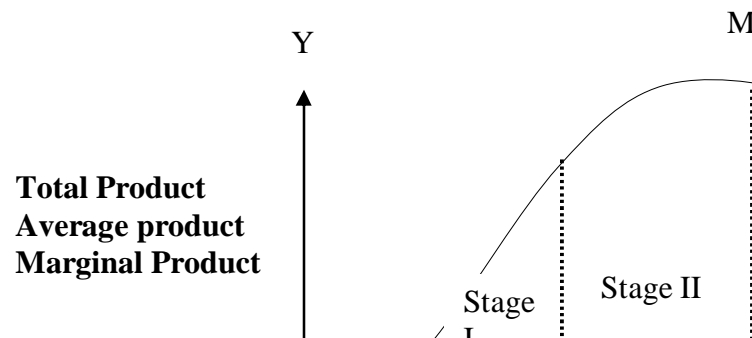 M
Y
Total Product
Average product
Marginal Product
Stage II
Stage
I